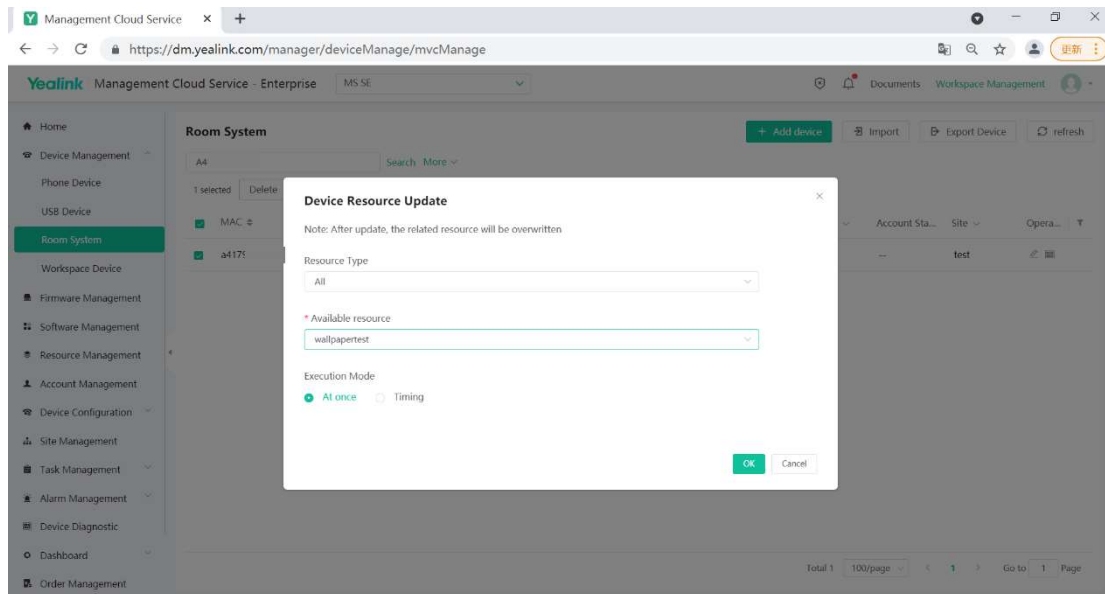 Management Cloud Service
https://dm.yealink.com/manager/deviceManage/mvcManage
更新
Yealink Management Cloud Service - Enterprise MS SE Documents Workspace Management
Home
Device Management
Phone Device
USB Device
Room System
Workspace Device
Firmware Management
Software Management
Resource Management
Account Management
Device Configuration
Site Management
Task Management
Alarm Management
Device Diagnostic
Dashboard
Order Management
Room System
+ Add device Import Export Device refresh
A4 Search More
1 selected Delete
MAC Account Sta... Site Opera...
a4179 -- test
Device Resource Update
Note: After update, the related resource will be overwritten
Resource Type
All
* Available resource
wallpapertest
Execution Mode
At once Timing
OK Cancel
Total 1 100/page 1 Go to 1 Page